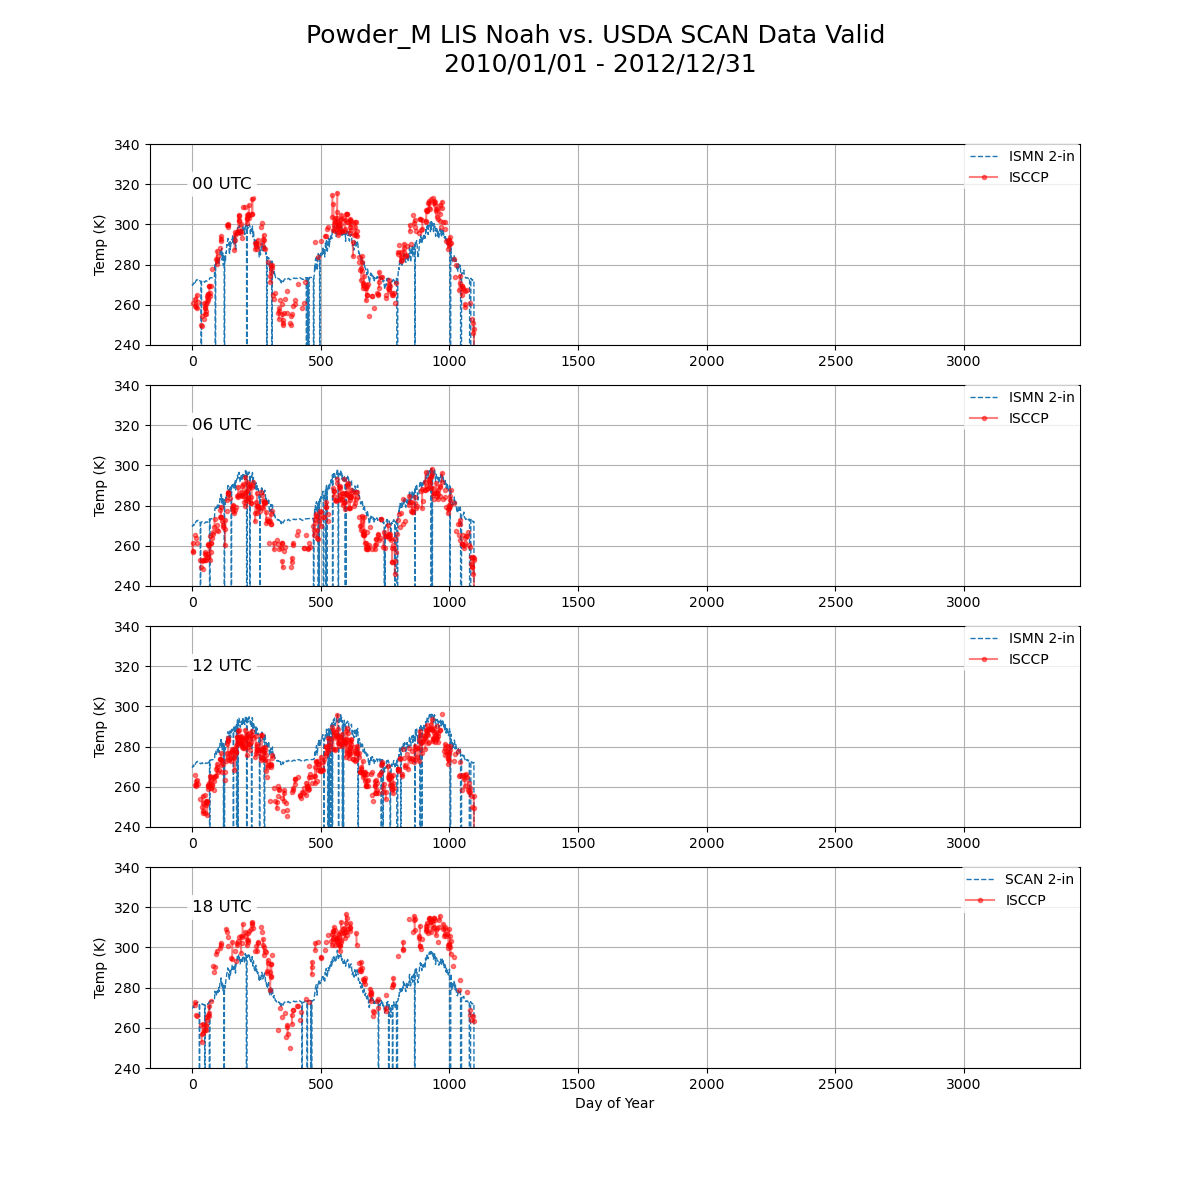 Powder_M LIS Noah vs. USDA SCAN Data Valid
2010/01/01 - 2012/12/31
340
320
300
280
260
240
Temp (K)
00 UTC
ISMN 2-in
ISCCP
0
500
1000
1500
2000
2500
3000
340
320
300
280
260
240
Temp (K)
06 UTC
ISMN 2-in
ISCCP
0
500
1000
1500
2000
2500
3000
340
320
300
280
260
240
Temp (K)
12 UTC
ISMN 2-in
ISCCP
0
500
1000
1500
2000
2500
3000
340
320
300
280
260
240
Temp (K)
18 UTC
SCAN 2-in
ISCCP
0
500
1000
1500
2000
2500
3000
Day of Year